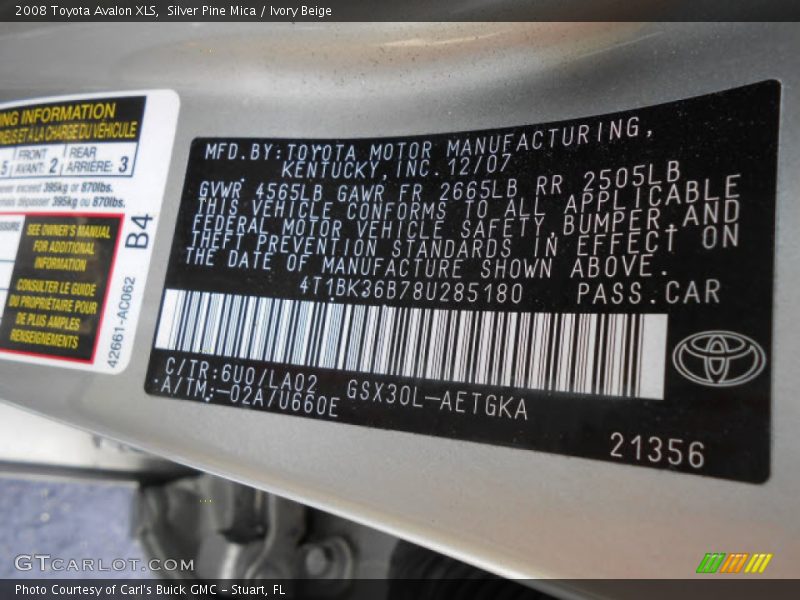 2008 Toyota Avalon XLS,  Silver Pine Mica / Ivory Beige
NG INFORMATION
NEUS ET À LA CHARGE DU VÉHICULE
5 FRONT AVANT: 2 REAR ARRIÈRE: 3
never exceed 395kg or 870lbs.
jamais dépasser 395kg ou 870lbs.
SEE OWNER'S MANUAL
FOR ADDITIONAL
INFORMATION
CONSULTER LE GUIDE
DU PROPRIÉTAIRE POUR
DE PLUS AMPLES
RENSEIGNEMENTS
B4
42661-AC062
MFD.BY:TOYOTA MOTOR MANUFACTURING,
KENTUCKY,INC.12/07
GVWR 4565LB GAWR FR 2665LB RR 2505LB
THIS VEHICLE CONFORMS TO ALL APPLICABLE
FEDERAL MOTOR VEHICLE SAFETY,BUMPER,AND
THEFT PREVENTION STANDARDS IN EFFECT ON
THE DATE OF MANUFACTURE SHOWN ABOVE.
4T1BK36B78U285180 PASS.CAR
C/TR:6U0/LA02 GSX30L-AETGKA
A/TM:-02A/U660E
21356
GTCARLOT.COM
Photo Courtesy of Carl's Buick GMC - Stuart, FL